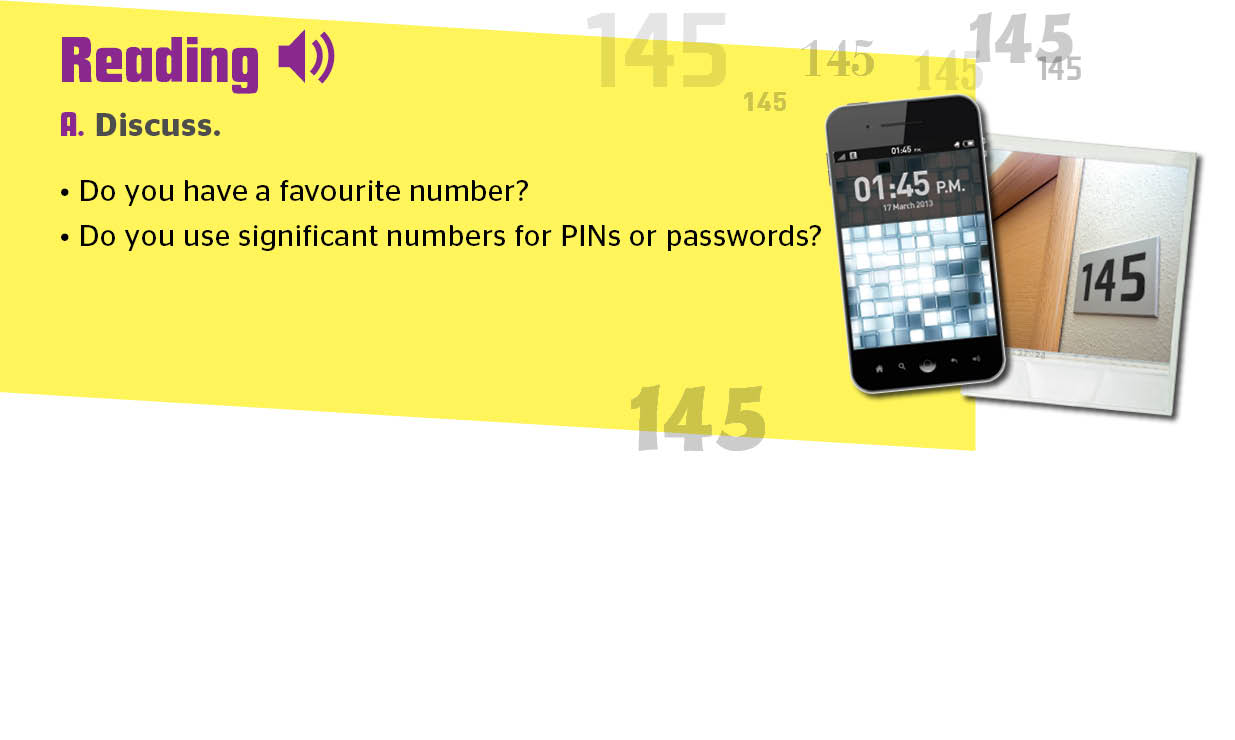 Reading
A. Discuss.
• Do you have a favourite number?
• Do you use significant numbers for PINs or passwords?
145
145
145
145
145
145
01:45 P.M.
01:45 P.M.
17 March 2013
145
145